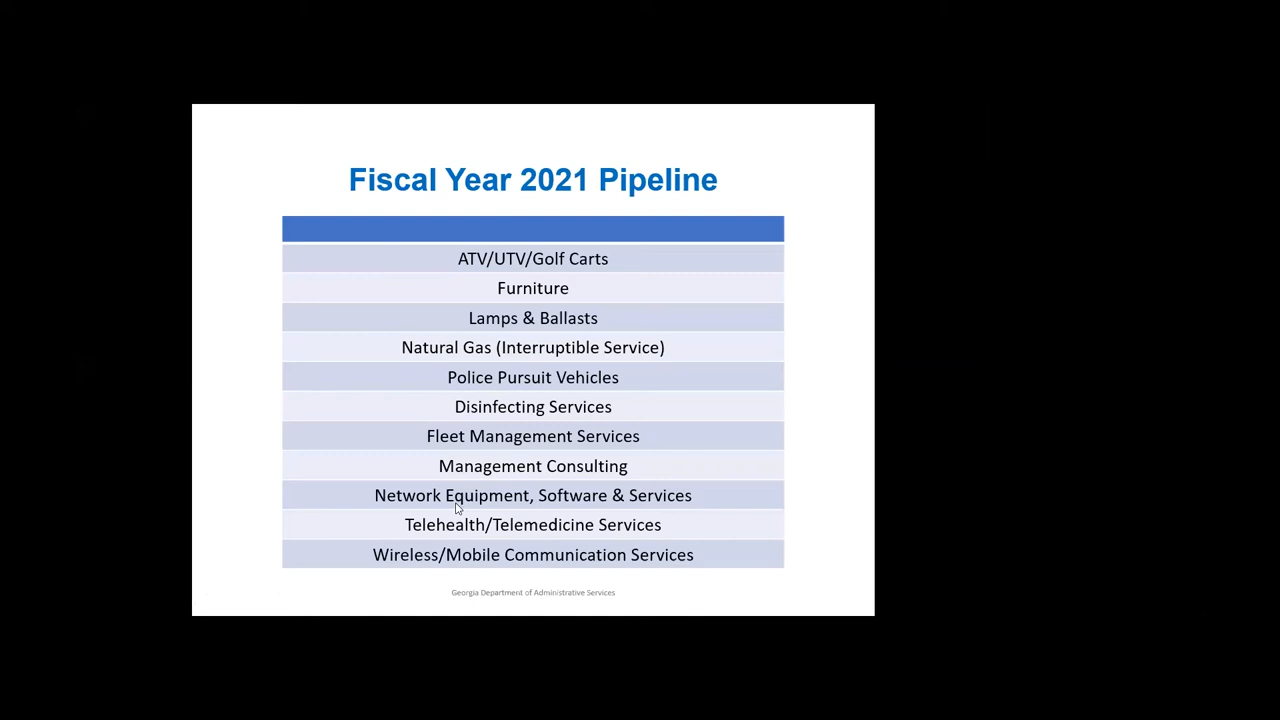 Fiscal Year 2021 Pipeline
ATV/UTV/Golf Carts
Furniture
Lamps & Ballasts
Natural Gas (Interruptible Service)
Police Pursuit Vehicles
Disinfecting Services
Fleet Management Services
Management Consulting
Network Equipment, Software & Services
Telehealth/Telemedicine Services
Wireless/Mobile Communication Services
Georgia Department of Administrative Services